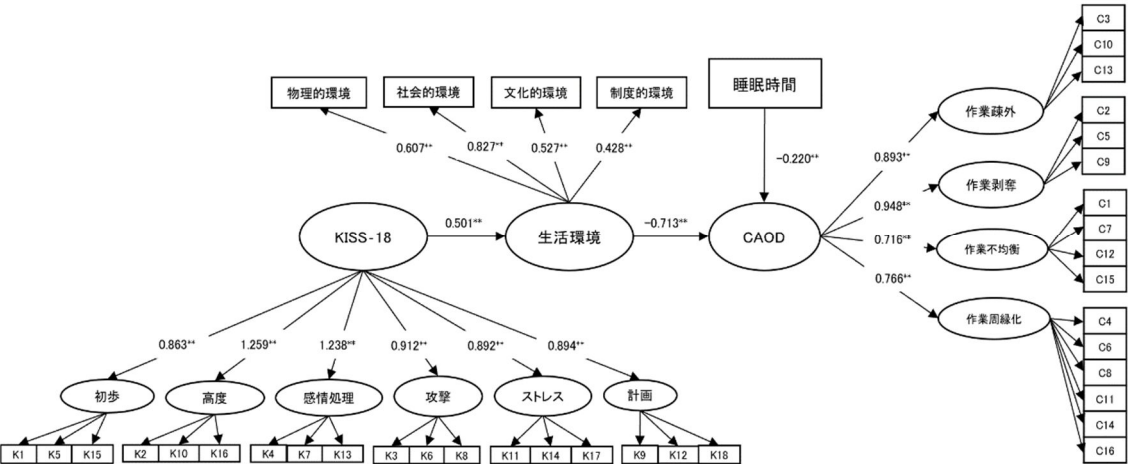 C3
C10
C13
物理的環境
社会的環境
文化的環境
制度的環境
睡眠時間
作業疎外
C2
C5
C9
0.607**
0.827**
0.527**
0.428**
-0.220**
0.893**
作業剥奪
0.948**
C1
C7
C12
C15
KISS-18
0.501**
生活環境
-0.713**
CAOD
0.716**
作業不均衡
0.766**
作業周縁化
C4
C6
C8
C11
C14
C16
0.863**
1.259**
1.238**
0.912**
0.892**
0.894**
初歩
高度
感情処理
攻撃
ストレス
計画
K1
K5
K15
K2
K10
K16
K4
K7
K13
K3
K6
K8
K11
K14
K17
K9
K12
K18